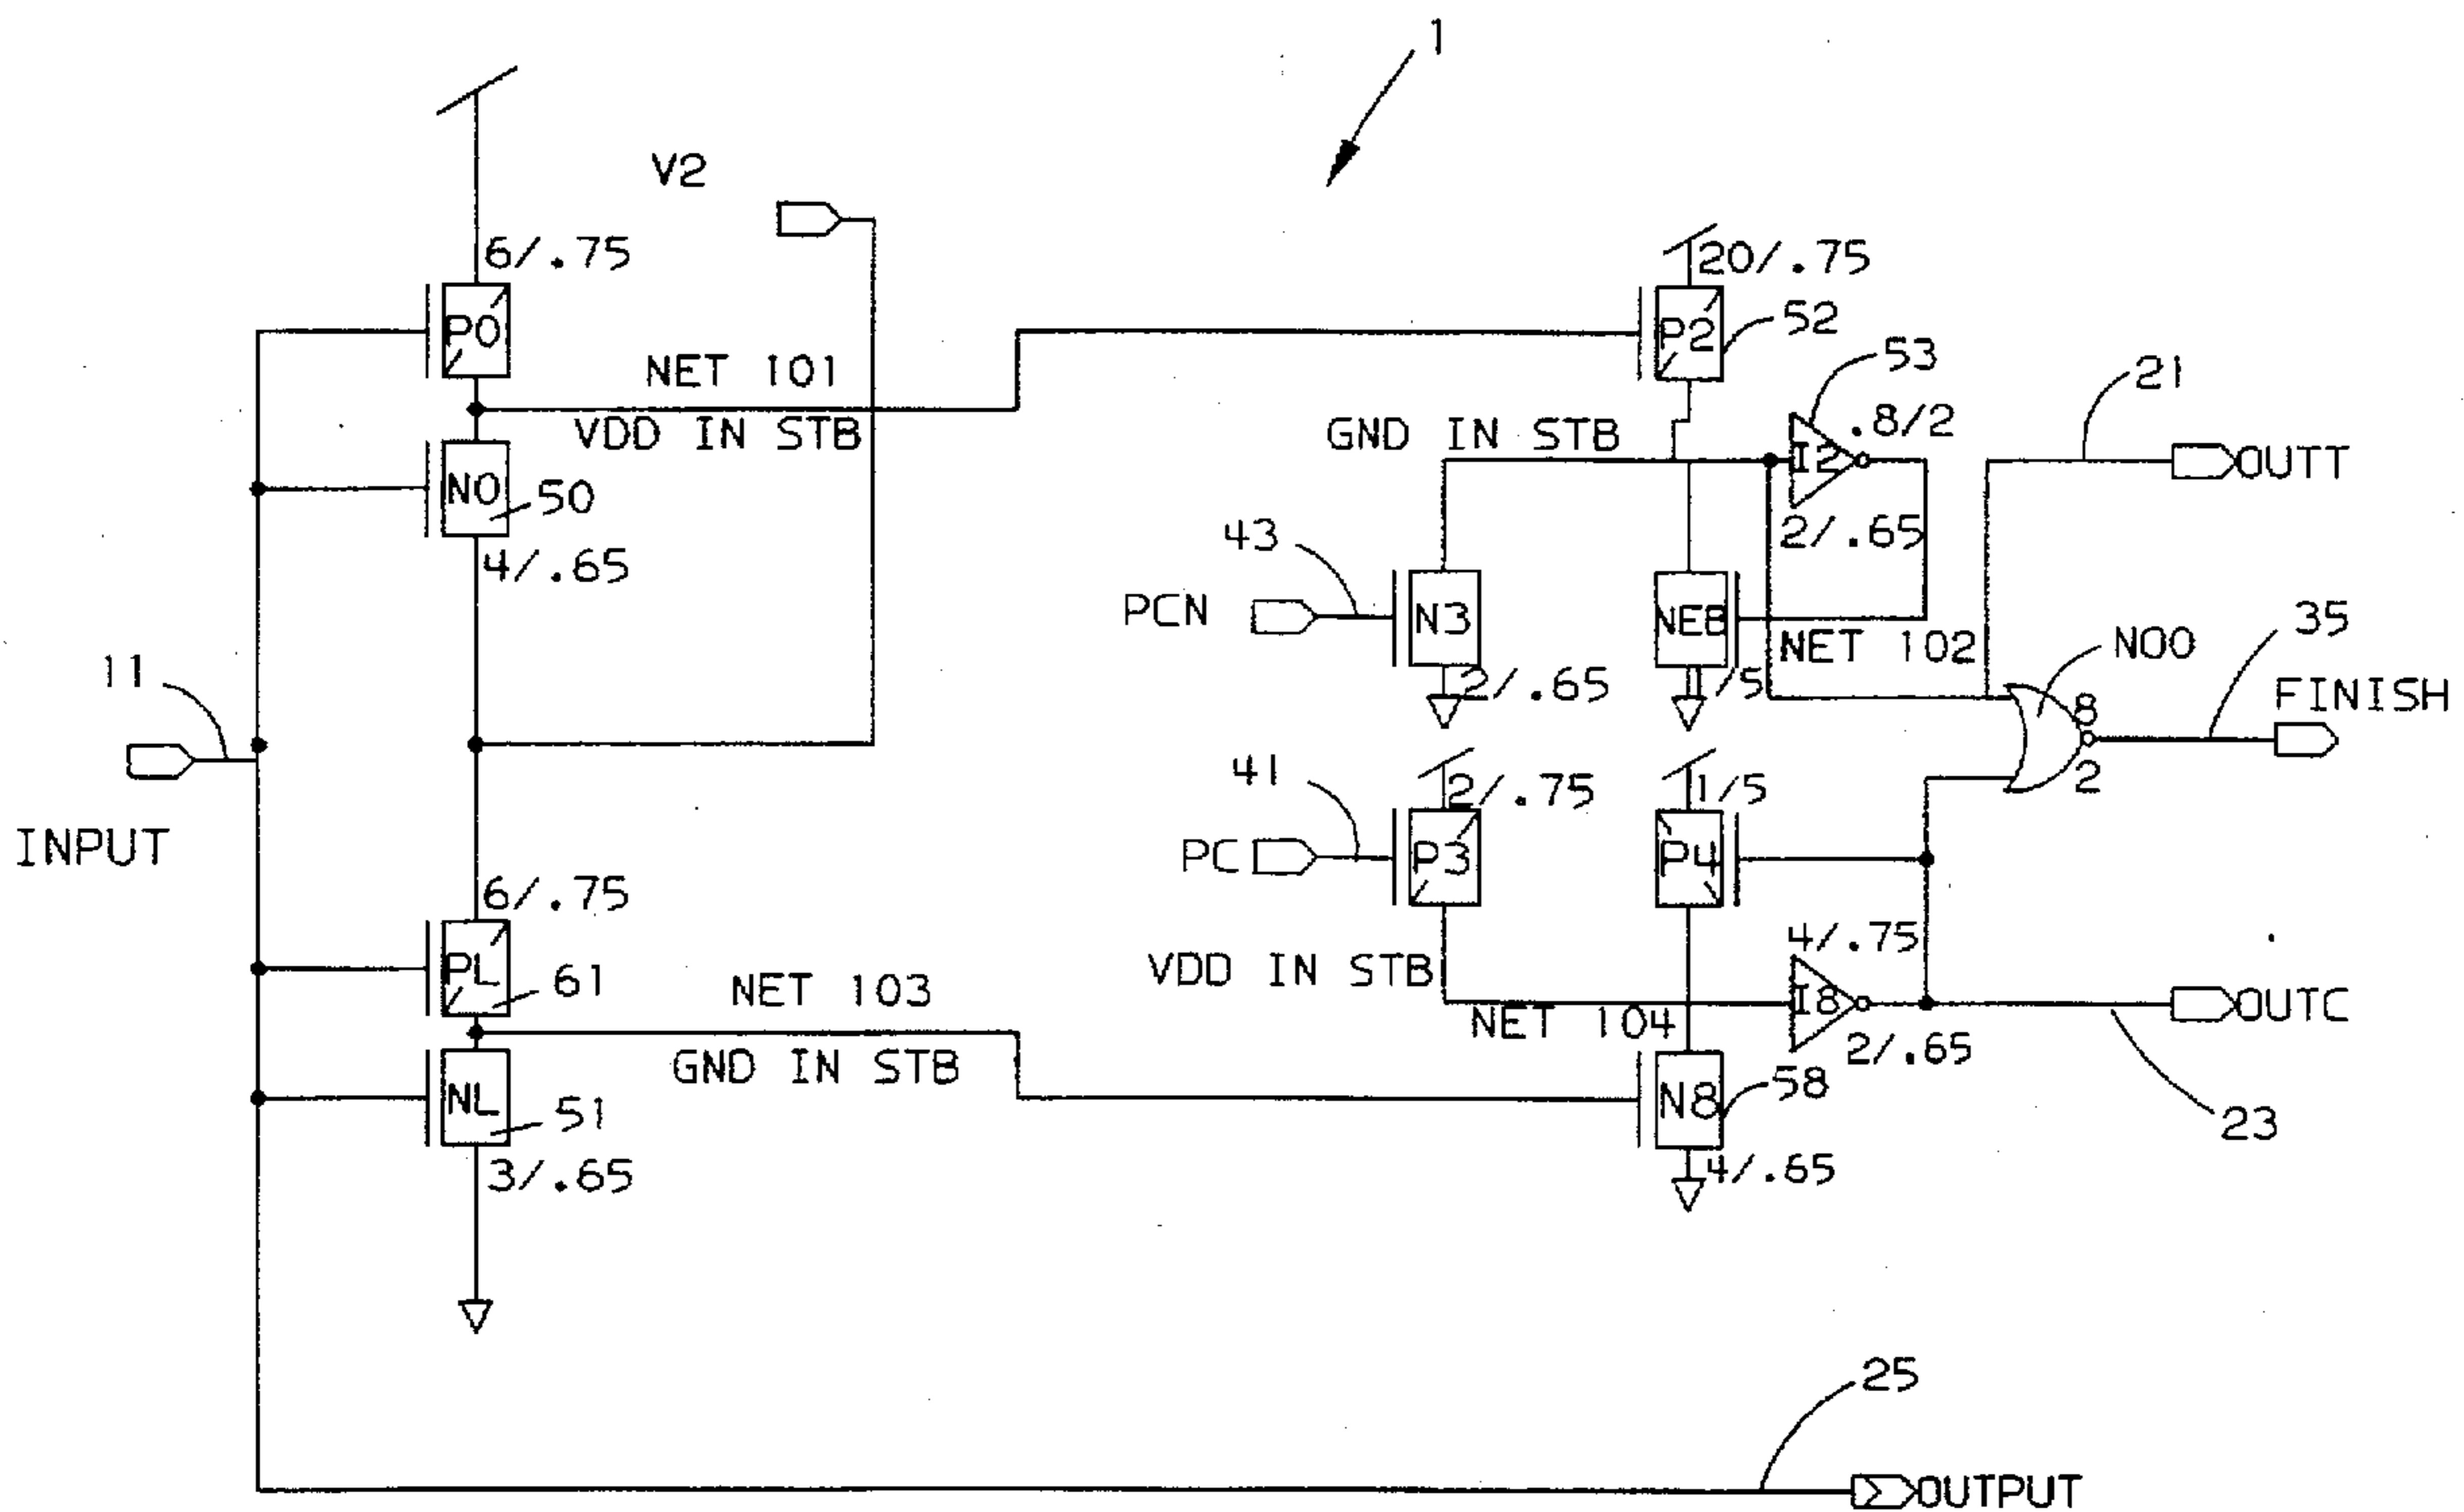 1
V2
6/.75
20/.75
P0
P2
52
53
NET 101
21
VDD IN STB
GND IN STB
.8/2
I2
OUTT
N0
50
43
2/.65
4/.65
PCN
N3
NEB
NET 102
35
N00
11
2/.65
1/5
FINISH
8
41
2/.75
1/5
2
INPUT
PC
P3
P4
6/.75
4/.75
PL
61
NET 103
VDD IN STB
I8
OUTC
NET 104
GND IN STB
2/.65
NL
51
N8
58
23
3/.65
4/.65
25
OUTPUT